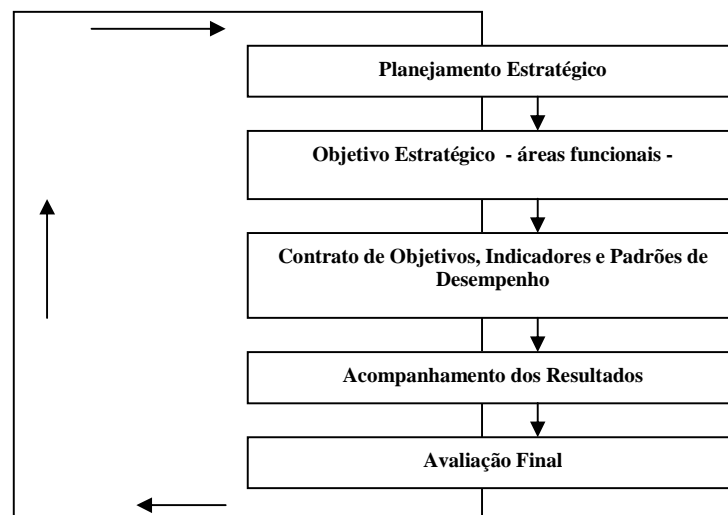 Planejamento Estratégico
Objetivo Estratégico - áreas funcionais -
Contrato de Objetivos, Indicadores e Padrões de
Desempenho
Acompanhamento dos Resultados
Avaliação Final